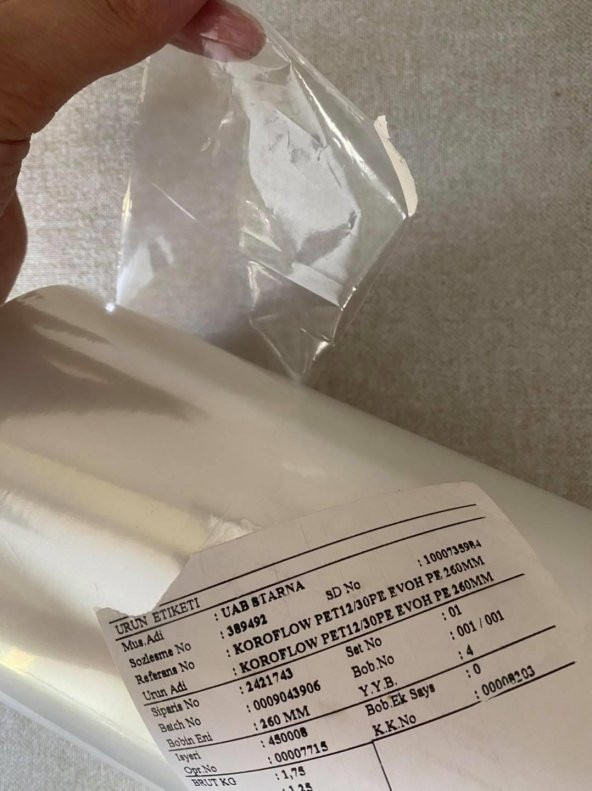 URUN ETIKETI
Mus.Adi : UAB STARNA
Sozlesme No : 389492 SD No : 1000735984
Referans No : KOROFLOW PET12/30PE EVOH PE 260MM
Urun Adi : KOROFLOW PET12/30PE EVOH PE 260MM
Siparis No : 2421743 Set No : 01
Batch No : 0009043906 Bob.No : 001 / 001
Bobin Eni : 260 MM Y.Y.B. : 4
Isyeri : 450008 Bob.Ek Says : 0
Opr.No : 00007715 K.K.No : 00008203
BRUT KG : 1,75
: 1,25